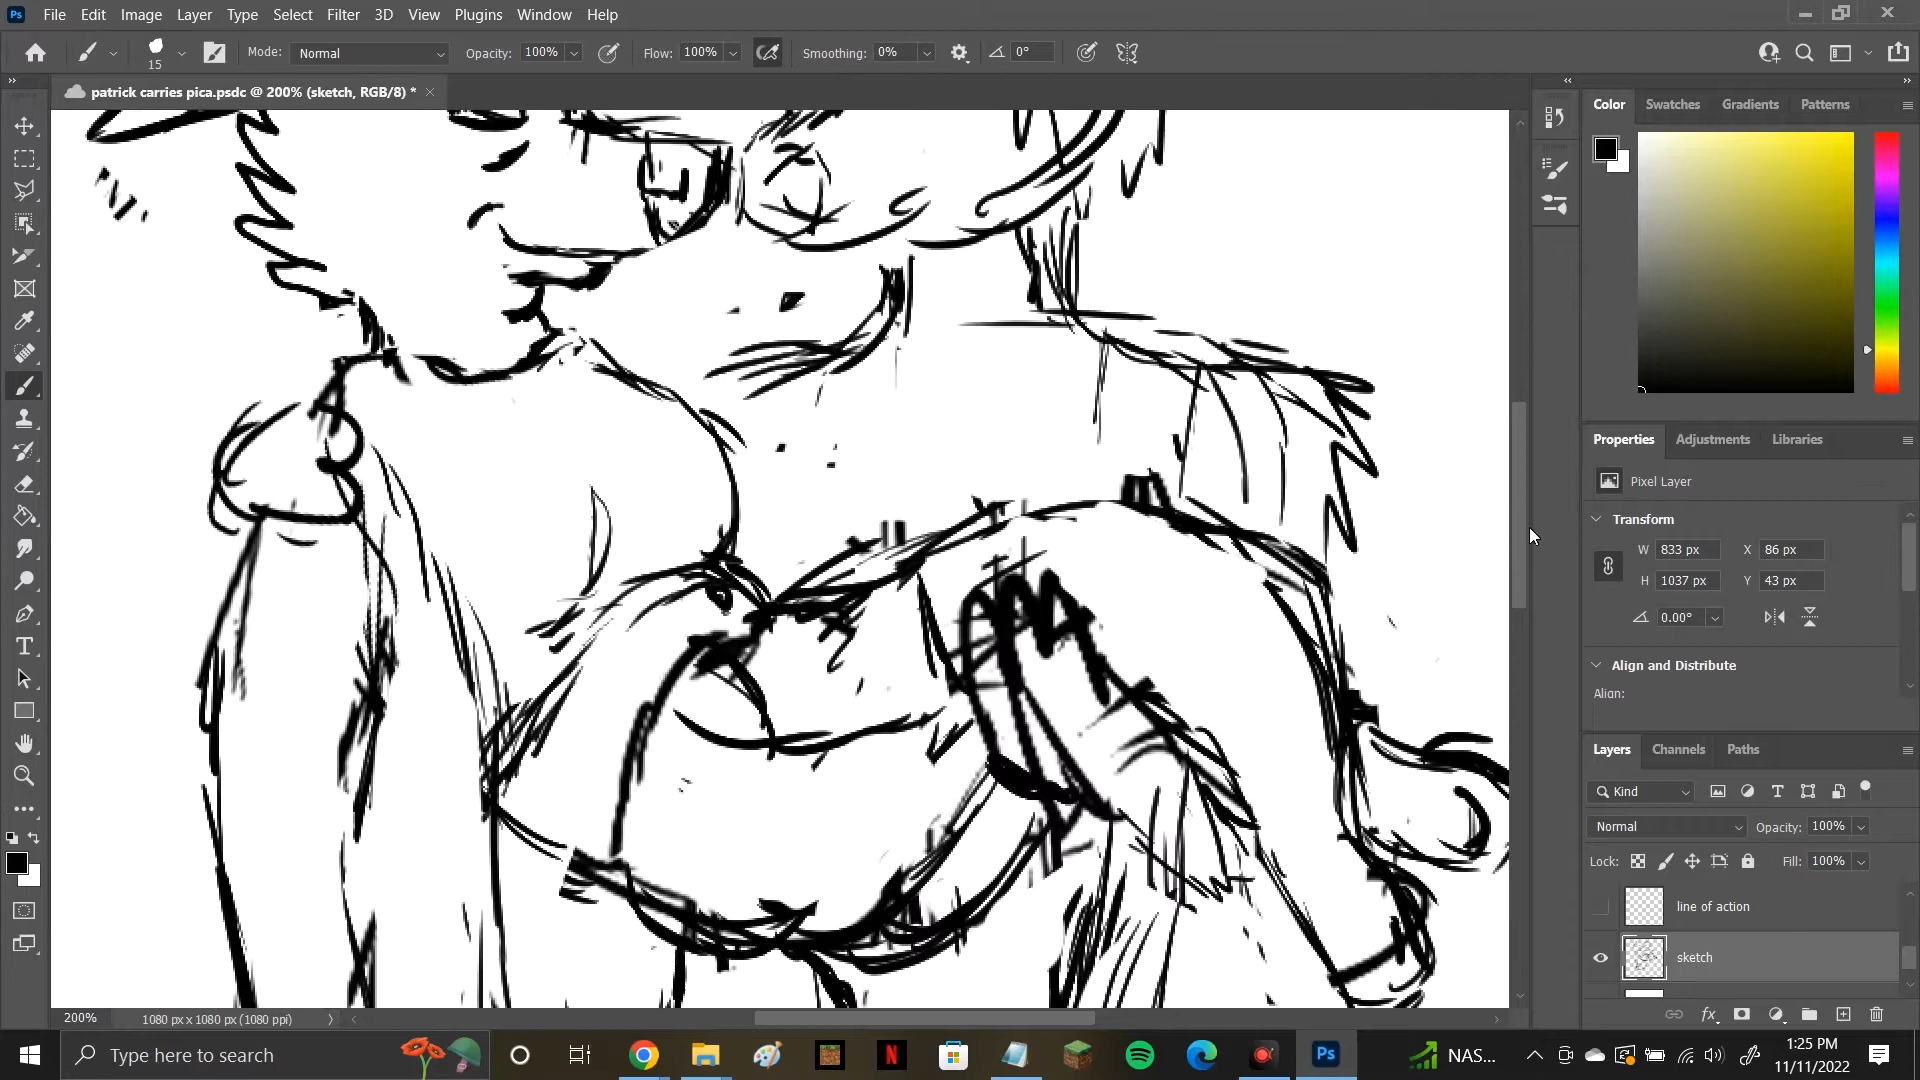 Ps File Edit Image Layer Type Select Filter 3D View Plugins Window Help
15 Mode: Normal Opacity: 100% Flow: 100% Smoothing: 0% 0°
patrick carries pica.psdc @ 200% (sketch, RGB/8) *
Color Swatches Gradients Patterns
Properties Adjustments Libraries
Pixel Layer
Transform
W 833 px X 86 px
H 1037 px Y 43 px
0.00°
Align and Distribute
Align:
Layers Channels Paths
Kind
Normal Opacity: 100%
Lock: Fill: 100%
line of action
sketch
200% 1080 px x 1080 px (1080 ppi)
Type here to search
N
Ps
NAS...
1:25 PM
11/11/2022